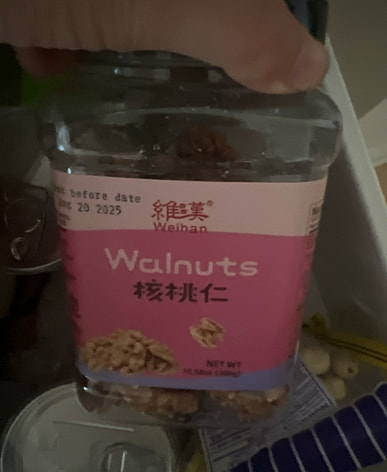 before date
20 2025
維漢®
Weihan
Walnuts
核桃仁
NET WT